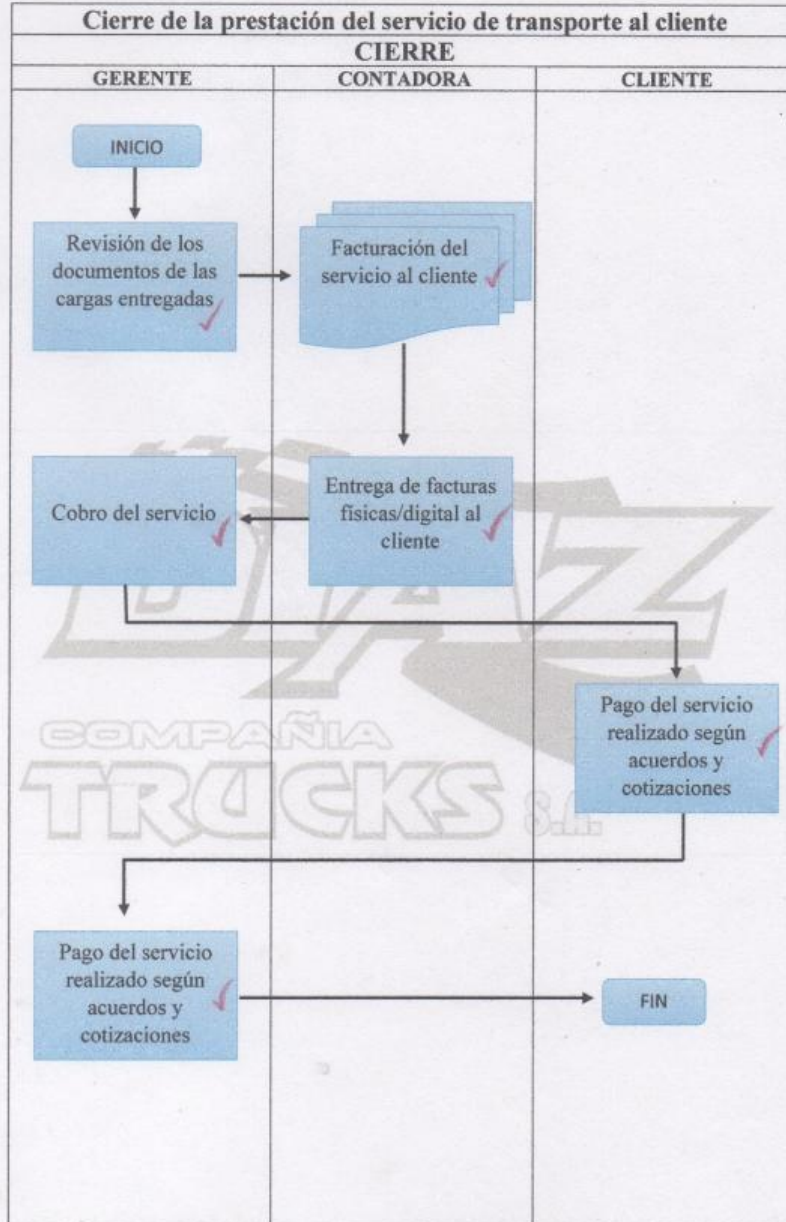 Cierre de la prestación del servicio de transporte al cliente
CIERRE
GERENTE
CONTADORA
CLIENTE
INICIO
Revisión de los
documentos de las
cargas entregadas
Facturación del
servicio al cliente
Cobro del servicio
Entrega de facturas
físicas/digital al
cliente
DIAZ
COMPAÑIA
TRUCKS S.A.
Pago del servicio
realizado según
acuerdos y
cotizaciones
Pago del servicio
realizado según
acuerdos y
cotizaciones
FIN